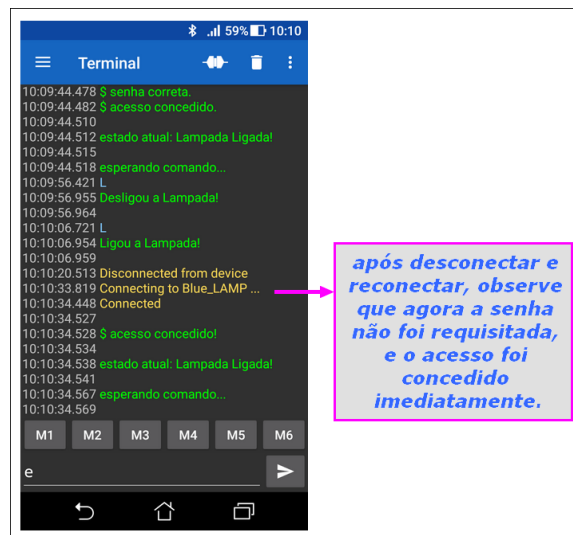 59% 10:10
Terminal
10:09:44.478 $ senha correta.
10:09:44.482 $ acesso concedido.
10:09:44.510
10:09:44.512 estado atual: Lampada Ligada!
10:09:44.515
10:09:44.518 esperando comando...
10:09:56.421 L
10:09:56.955 Desligou a Lampada!
10:09:56.964
10:10:06.721 L
10:10:06.954 Ligou a Lampada!
10:10:06.959
10:10:20.513 Disconnected from device
10:10:33.819 Connecting to Blue_LAMP ...
10:10:34.448 Connected
10:10:34.527
10:10:34.528 $ acesso concedido!
10:10:34.534
10:10:34.538 estado atual: Lampada Ligada!
10:10:34.541
10:10:34.567 esperando comando...
10:10:34.569
M1 M2 M3 M4 M5 M6
e
após desconectar e
reconectar, observe
que agora a senha
não foi requisitada,
e o acesso foi
concedido
imediatamente.